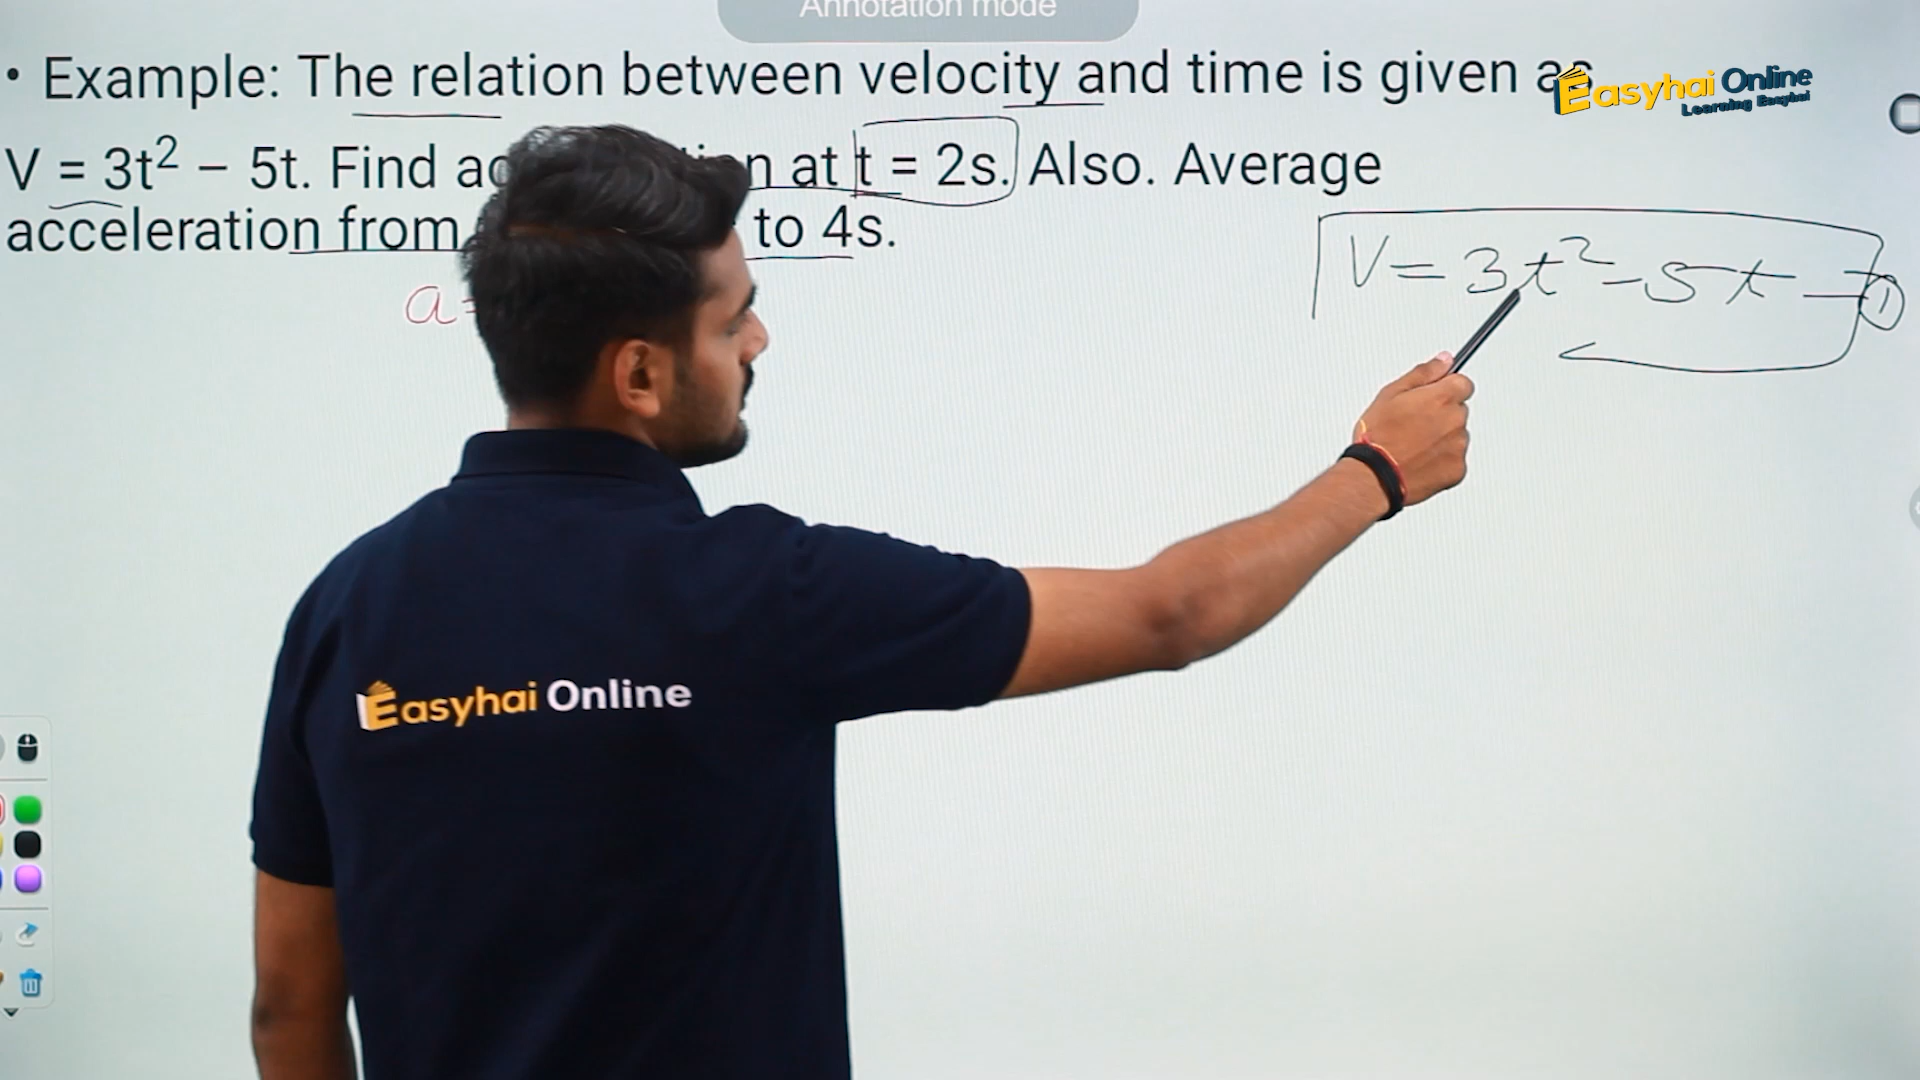 Annotation mode
• Example: The relation between velocity and time is given as
V = 3t² – 5t. Find at t = 2s. Also. Average
acceleration from to 4s.
Easyhai Online
Learning Easyhai
V = 3t² - 5t — ①
a =
Easyhai Online